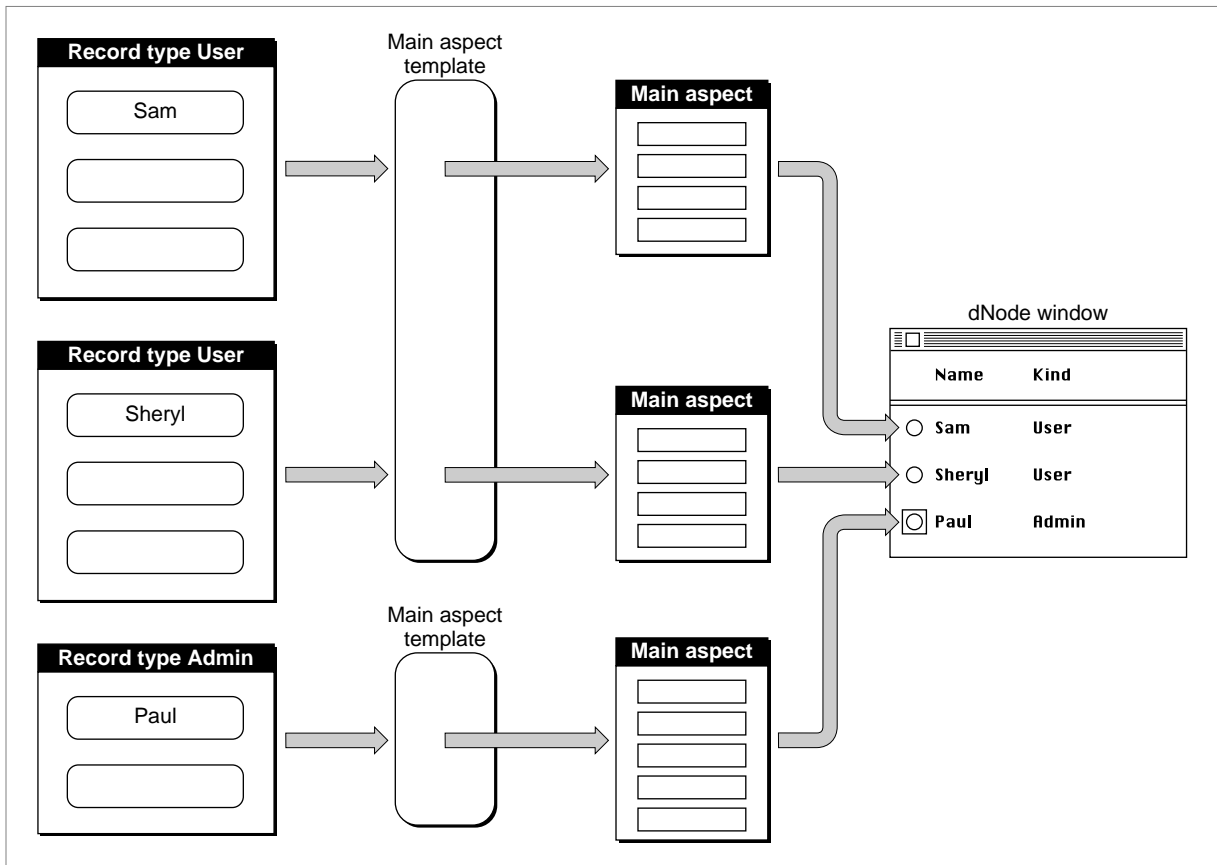 Record type User
Sam
Main aspect
template
Main aspect
Record type User
Sheryl
Main aspect
dNode window
Name Kind
Sam User
Sheryl User
Paul Admin
Record type Admin
Paul
Main aspect
template
Main aspect